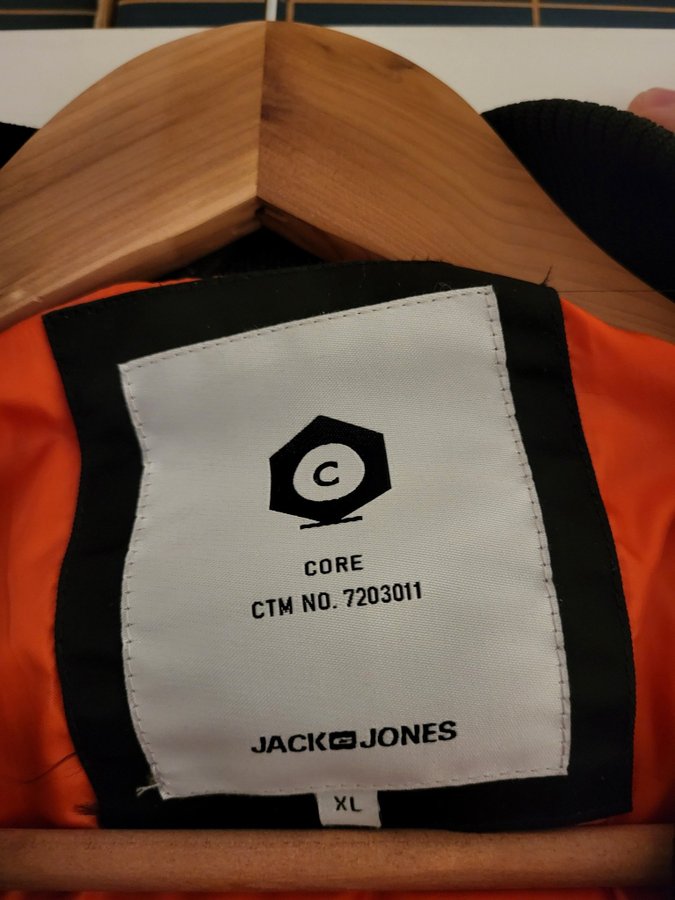 C
CORE
CTM NO. 7203011
JACK & JONES
XL